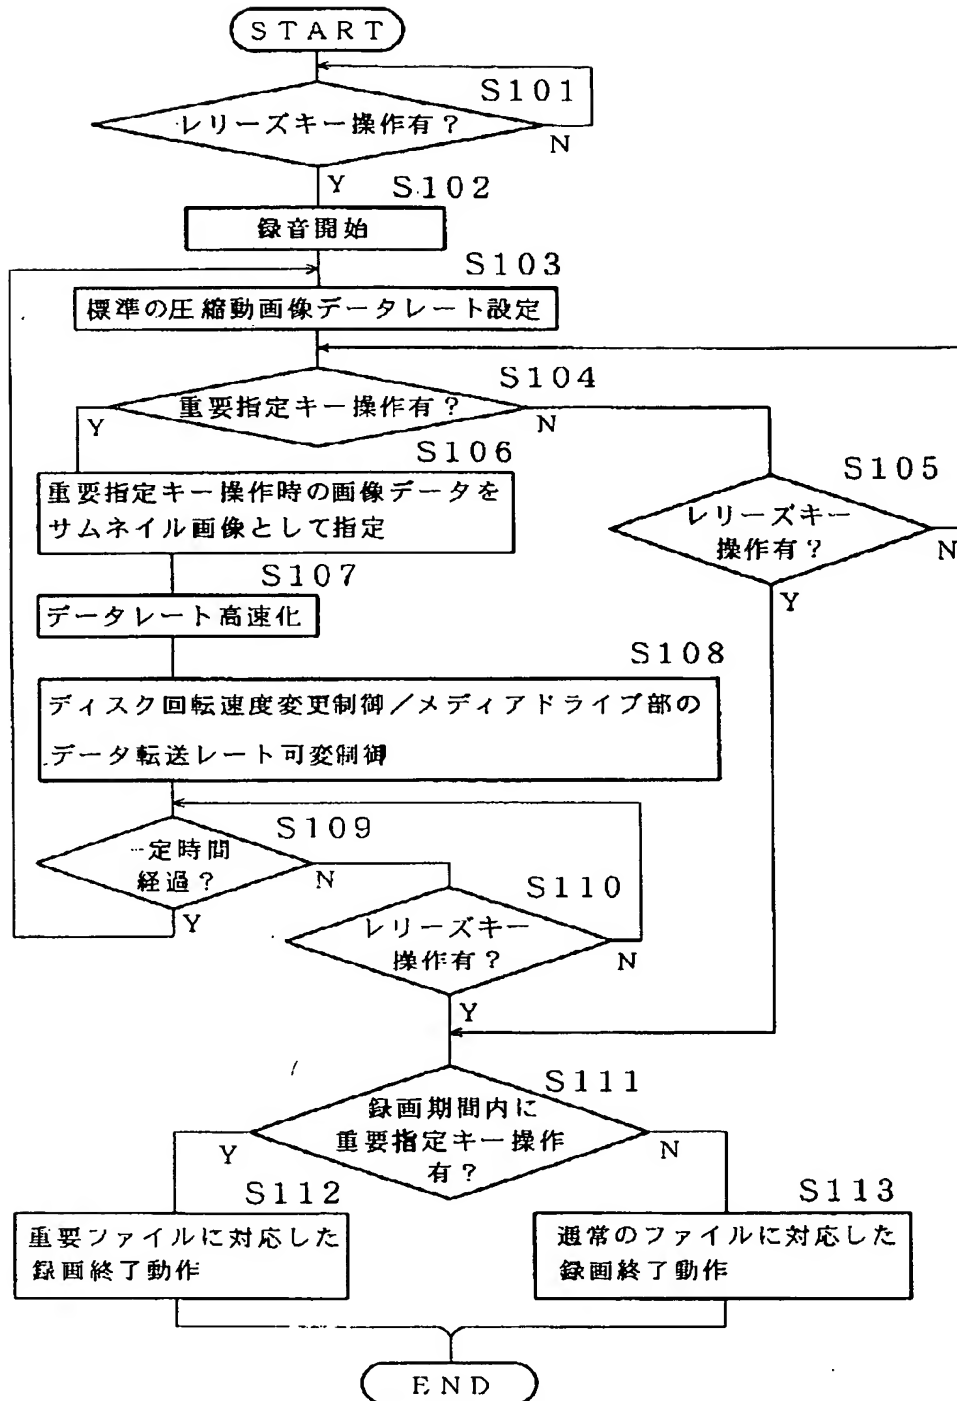 START
S101
レリーズキー操作有？
N
Y
S102
録音開始
S103
標準の圧縮動画像データレート設定
S104
重要指定キー操作有？
Y
N
S106
S105
重要指定キー操作時の画像データを
サムネイル画像として指定
レリーズキー
操作有？
N
Y
S107
データレート高速化
S108
ディスク回転速度変更制御／メディアドライブ部の
データ転送レート可変制御
S109
一定時間
経過？
N
Y
S110
レリーズキー
操作有？
N
Y
S111
録画期間内に
重要指定キー操作
有？
Y
N
S112
S113
重要ファイルに対応した
録画終了動作
通常のファイルに対応した
録画終了動作
END